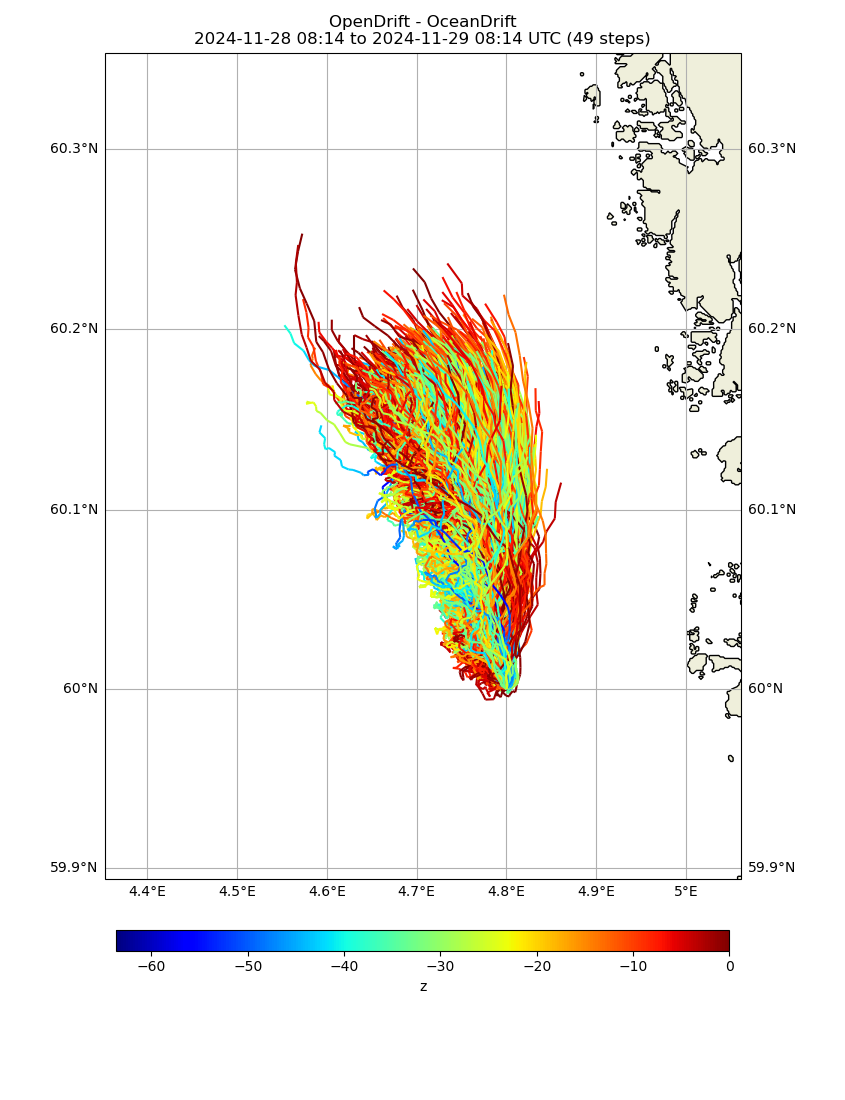 OpenDrift - OceanDrift
2024-11-28 08:14 to 2024-11-29 08:14 UTC (49 steps)
60.3°N 60.3°N
60.2°N 60.2°N
60.1°N 60.1°N
60°N 60°N
59.9°N 59.9°N
4.4°E 4.5°E 4.6°E 4.7°E 4.8°E 4.9°E 5°E
−60 −50 −40 −30 −20 −10 0
z